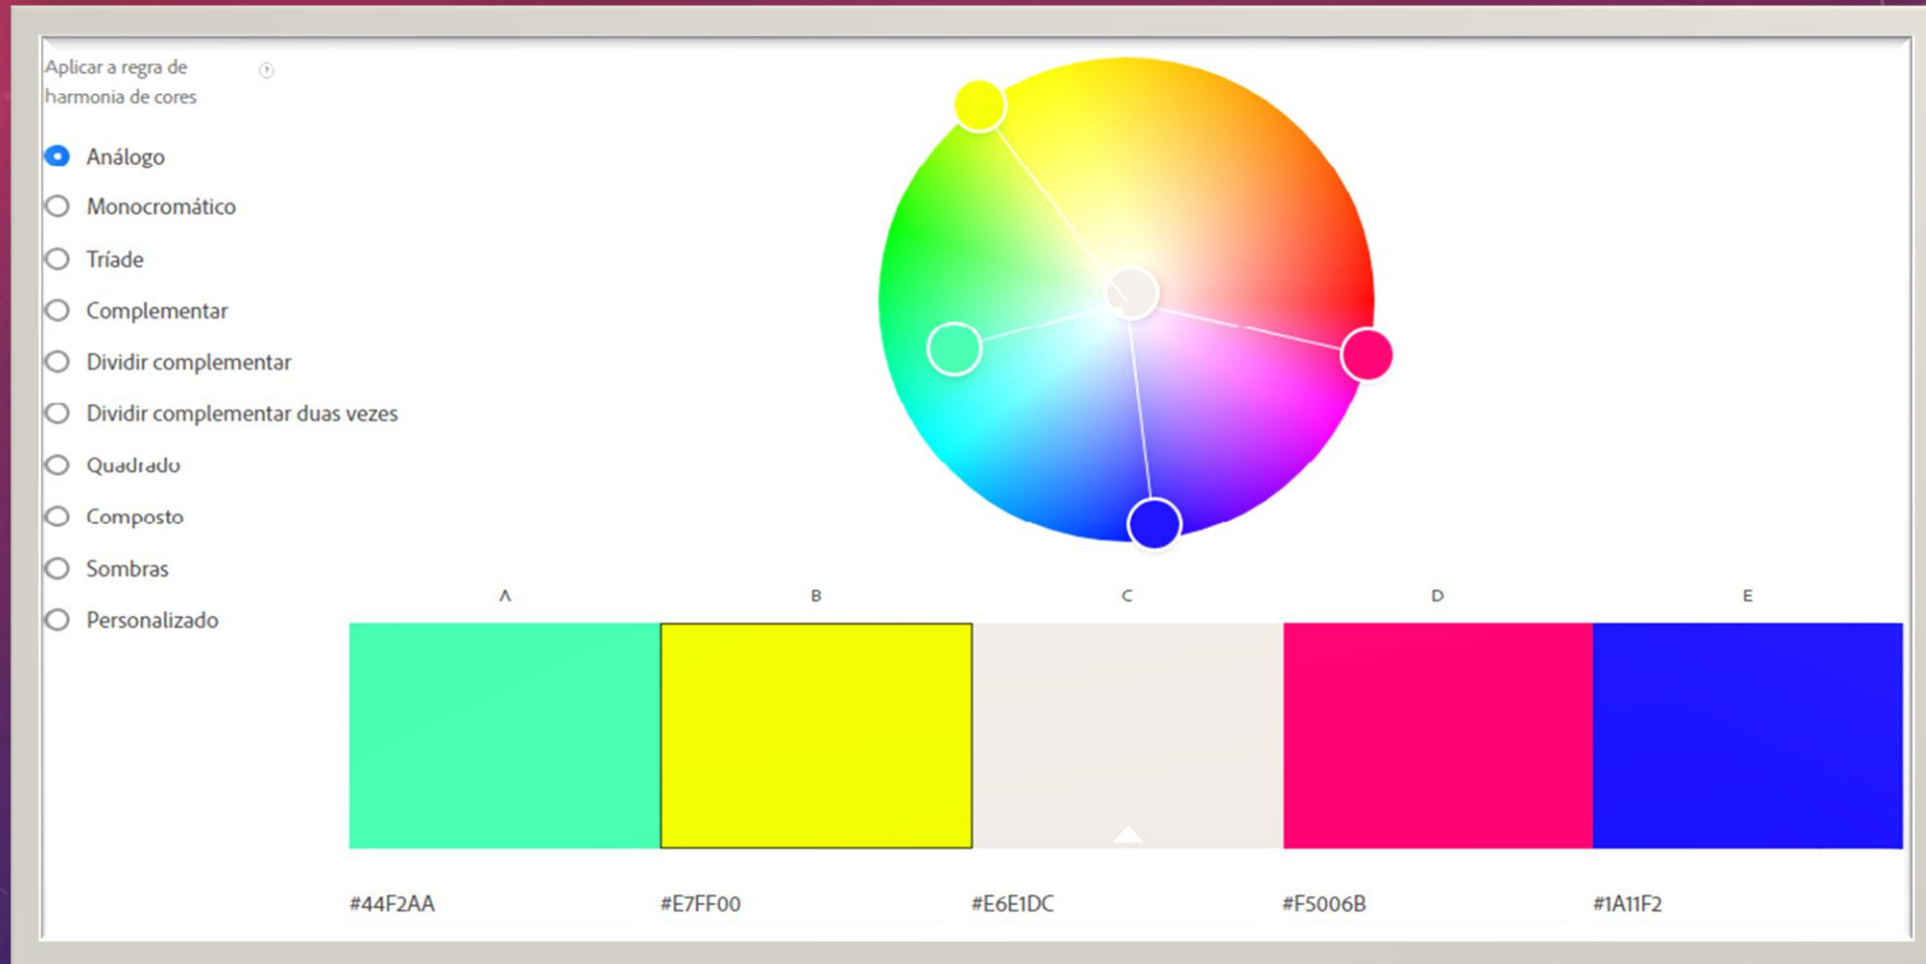 Aplicar a regra de
harmonia de cores
Análogo
Monocromático
Tríade
Complementar
Dividir complementar
Dividir complementar duas vezes
Quadrado
Composto
Sombras
Personalizado
A B C D E
#44F2AA #E7FF00 #E6E1DC #F5006B #1A11F2